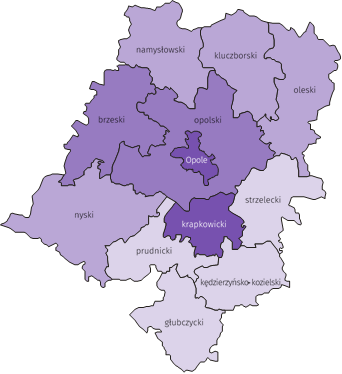 namysłowski
kluczborski
oleski
brzeski
opolski
Opole
strzelecki
nyski
krapkowicki
prudnicki
kędzierzyńsko-kozielski
głubczycki